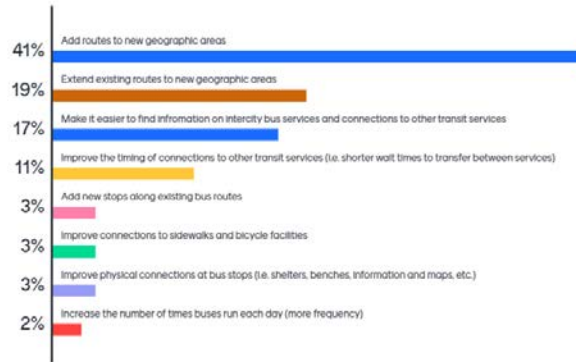 Add routes to new geographic areas
41%
Extend existing routes to new geographic areas
19%
Make it easier to find infromation on intercity bus services and connections to other transit services
17%
Improve the timing of connections to other transit services (i.e. shorter wait times to transfer between services)
11%
Add new stops along existing bus routes
3%
Improve connections to sidewalks and bicycle facilities
3%
Improve physical connections at bus stops (i.e. shelters, benches, information and maps, etc.)
3%
Increase the number of times buses run each day (more frequency)
2%